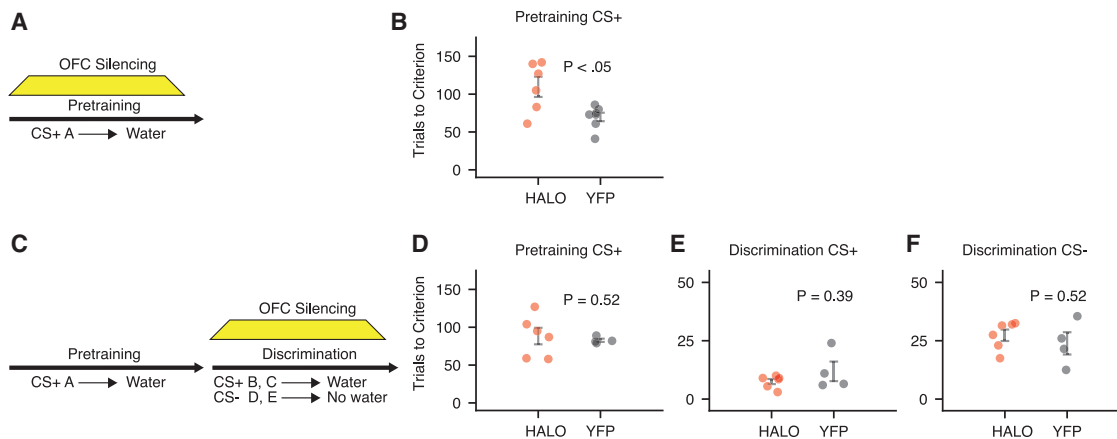 A
OFC Silencing
Pretraining
CS+ A Water
B
Pretraining CS+
Trials to Criterion
150
100
50
0
P < .05
HALO YFP
C
OFC Silencing
Pretraining
CS+ A Water
Discrimination
CS+ B, C Water
CS- D, E No water
D
Pretraining CS+
Trials to Criterion
150
100
50
0
P = 0.52
HALO YFP
E
Discrimination CS+
50
25
0
P = 0.39
HALO YFP
F
Discrimination CS-
50
25
0
P = 0.52
HALO YFP